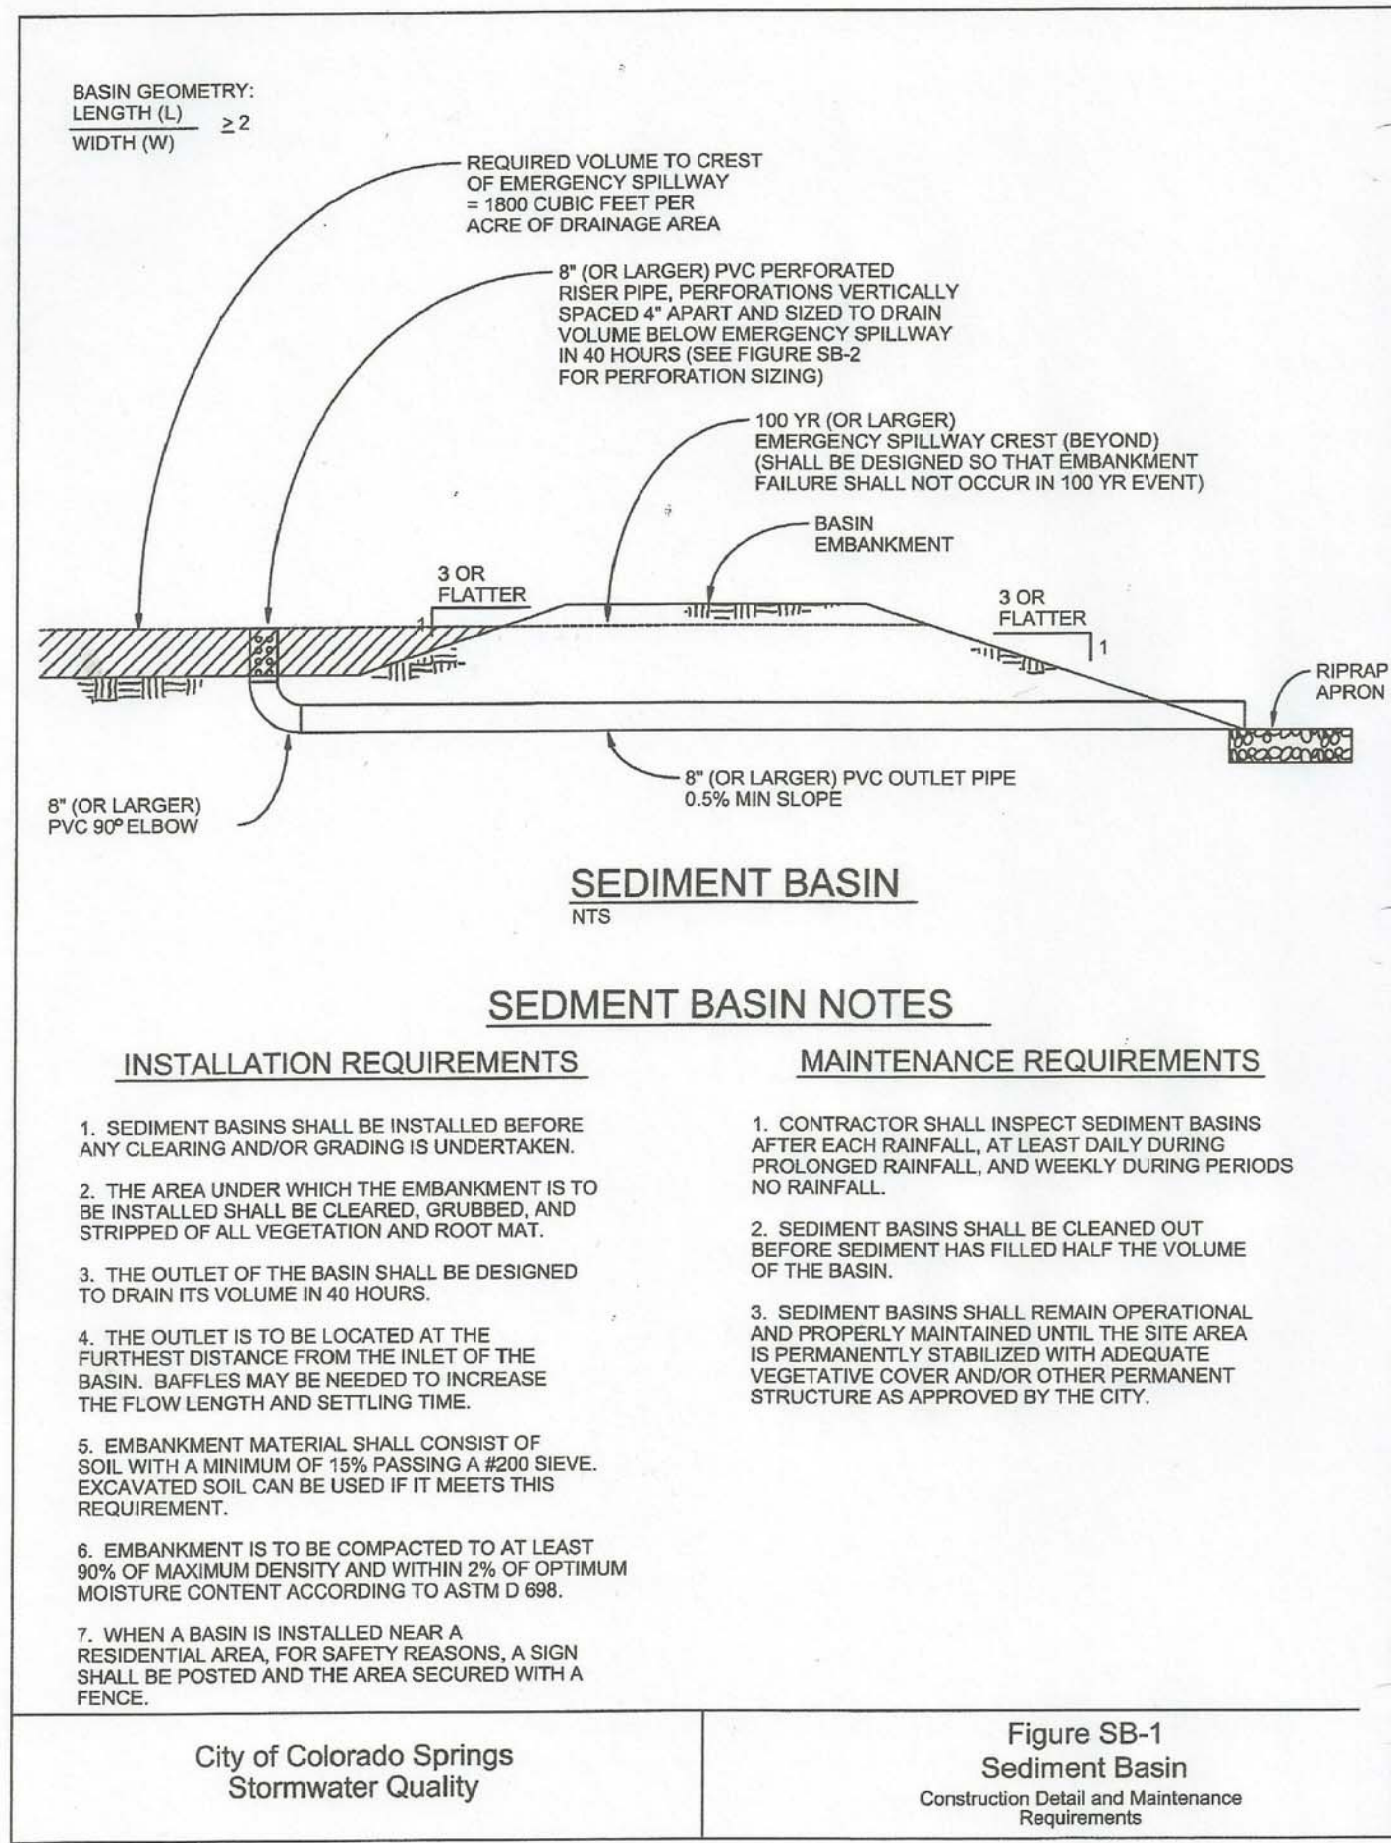 BASIN GEOMETRY:
LENGTH (L)
≥ 2
WIDTH (W)
REQUIRED VOLUME TO CREST
OF EMERGENCY SPILLWAY
= 1800 CUBIC FEET PER
ACRE OF DRAINAGE AREA
8" (OR LARGER) PVC PERFORATED
RISER PIPE, PERFORATIONS VERTICALLY
SPACED 4" APART AND SIZED TO DRAIN
VOLUME BELOW EMERGENCY SPILLWAY
IN 40 HOURS (SEE FIGURE SB-2
FOR PERFORATION SIZING)
100 YR (OR LARGER)
EMERGENCY SPILLWAY CREST (BEYOND)
(SHALL BE DESIGNED SO THAT EMBANKMENT
FAILURE SHALL NOT OCCUR IN 100 YR EVENT)
BASIN
EMBANKMENT
3 OR
FLATTER
1
3 OR
FLATTER
1
RIPRAP
APRON
8" (OR LARGER) PVC OUTLET PIPE
0.5% MIN SLOPE
8" (OR LARGER)
PVC 90º ELBOW
SEDIMENT BASIN
NTS
SEDMENT BASIN NOTES
INSTALLATION REQUIREMENTS
1. SEDIMENT BASINS SHALL BE INSTALLED BEFORE
ANY CLEARING AND/OR GRADING IS UNDERTAKEN.
2. THE AREA UNDER WHICH THE EMBANKMENT IS TO
BE INSTALLED SHALL BE CLEARED, GRUBBED, AND
STRIPPED OF ALL VEGETATION AND ROOT MAT.
3. THE OUTLET OF THE BASIN SHALL BE DESIGNED
TO DRAIN ITS VOLUME IN 40 HOURS.
4. THE OUTLET IS TO BE LOCATED AT THE
FURTHEST DISTANCE FROM THE INLET OF THE
BASIN. BAFFLES MAY BE NEEDED TO INCREASE
THE FLOW LENGTH AND SETTLING TIME.
5. EMBANKMENT MATERIAL SHALL CONSIST OF
SOIL WITH A MINIMUM OF 15% PASSING A #200 SIEVE.
EXCAVATED SOIL CAN BE USED IF IT MEETS THIS
REQUIREMENT.
6. EMBANKMENT IS TO BE COMPACTED TO AT LEAST
90% OF MAXIMUM DENSITY AND WITHIN 2% OF OPTIMUM
MOISTURE CONTENT ACCORDING TO ASTM D 698.
7. WHEN A BASIN IS INSTALLED NEAR A
RESIDENTIAL AREA, FOR SAFETY REASONS, A SIGN
SHALL BE POSTED AND THE AREA SECURED WITH A
FENCE.
MAINTENANCE REQUIREMENTS
1. CONTRACTOR SHALL INSPECT SEDIMENT BASINS
AFTER EACH RAINFALL, AT LEAST DAILY DURING
PROLONGED RAINFALL, AND WEEKLY DURING PERIODS
NO RAINFALL.
2. SEDIMENT BASINS SHALL BE CLEANED OUT
BEFORE SEDIMENT HAS FILLED HALF THE VOLUME
OF THE BASIN.
3. SEDIMENT BASINS SHALL REMAIN OPERATIONAL
AND PROPERLY MAINTAINED UNTIL THE SITE AREA
IS PERMANENTLY STABILIZED WITH ADEQUATE
VEGETATIVE COVER AND/OR OTHER PERMANENT
STRUCTURE AS APPROVED BY THE CITY.
City of Colorado Springs
Stormwater Quality
Figure SB-1
Sediment Basin
Construction Detail and Maintenance
Requirements